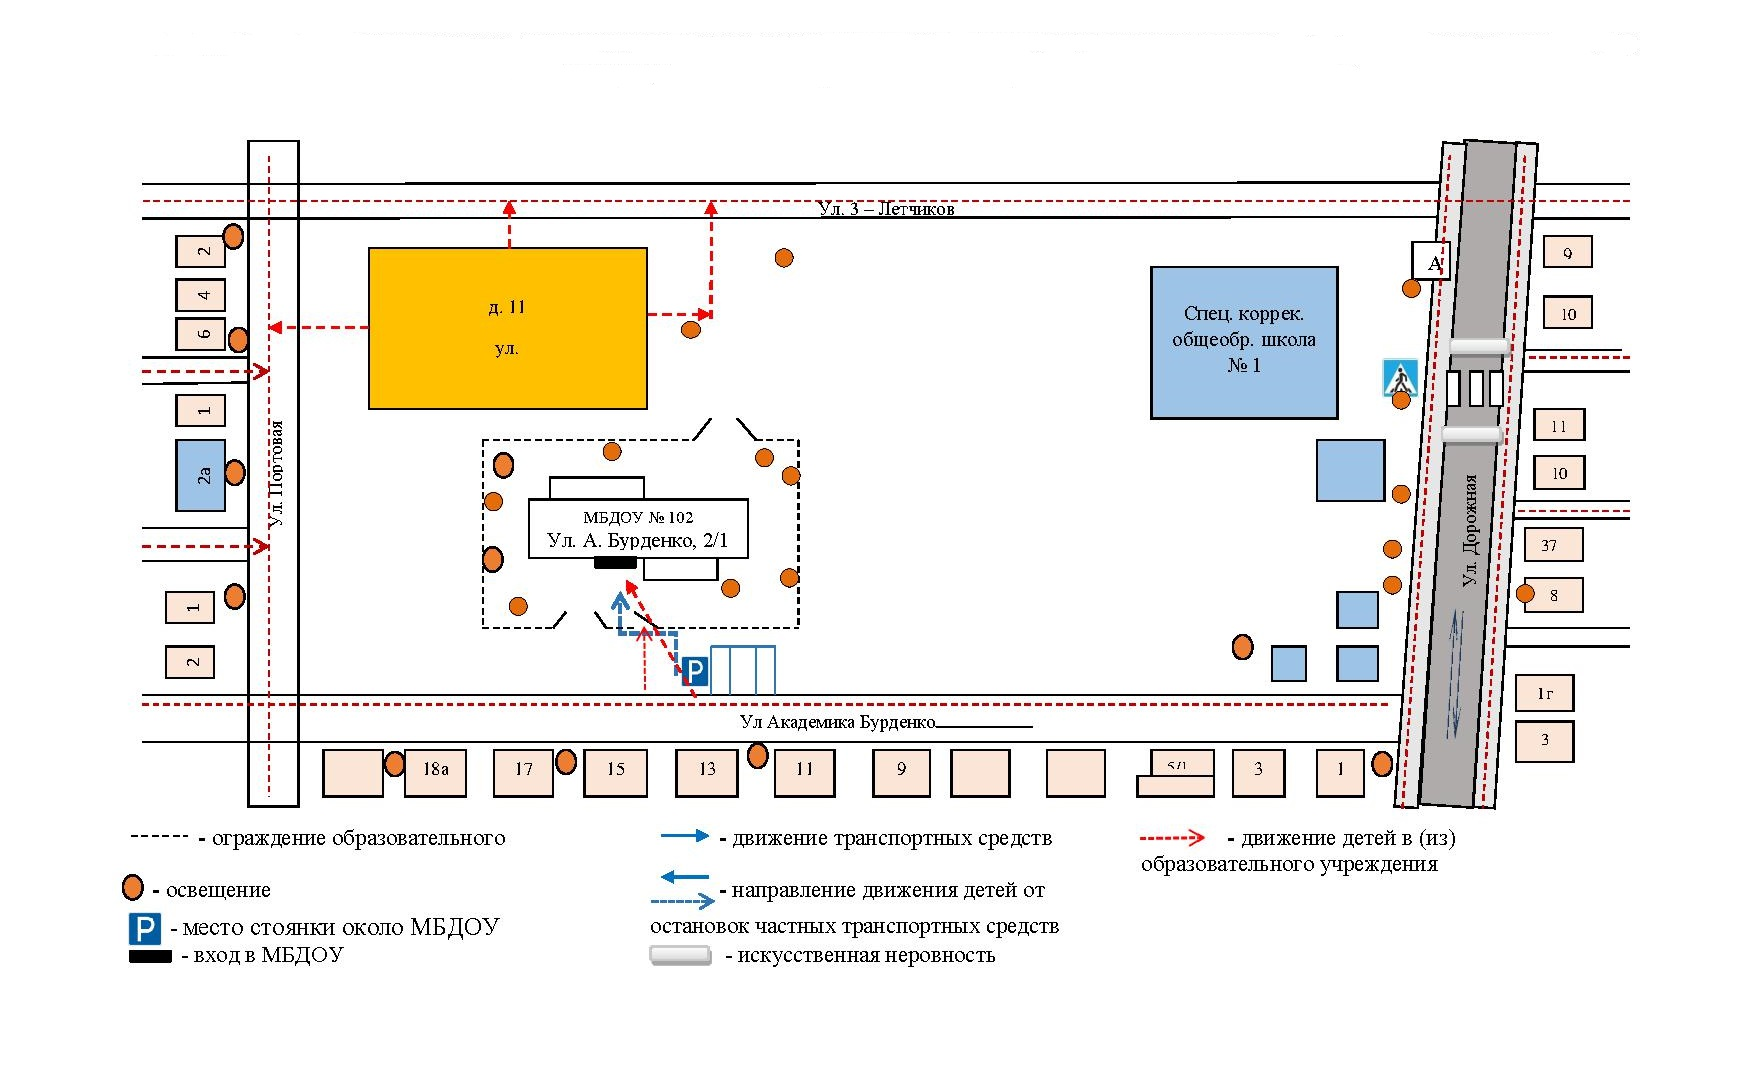 Ул. 3 – Летчиков
2
4
6
1
2а
1
2
Ул. Портовая
д. 11
ул.
Спец. коррек.
общеобр. школа
№ 1
А
9
10
11
10
37
8
1г
3
Ул. Дорожная
МБДОУ № 102
Ул. А. Бурденко, 2/1
P
Ул Академика Бурденко
18а
17
15
13
11
9
5/1
3
1
- ограждение образовательного
- освещение
P - место стоянки около МБДОУ
- вход в МБДОУ
- движение транспортных средств
- направление движения детей от
остановок частных транспортных средств
- искусственная неровность
- движение детей в (из)
образовательного учреждения